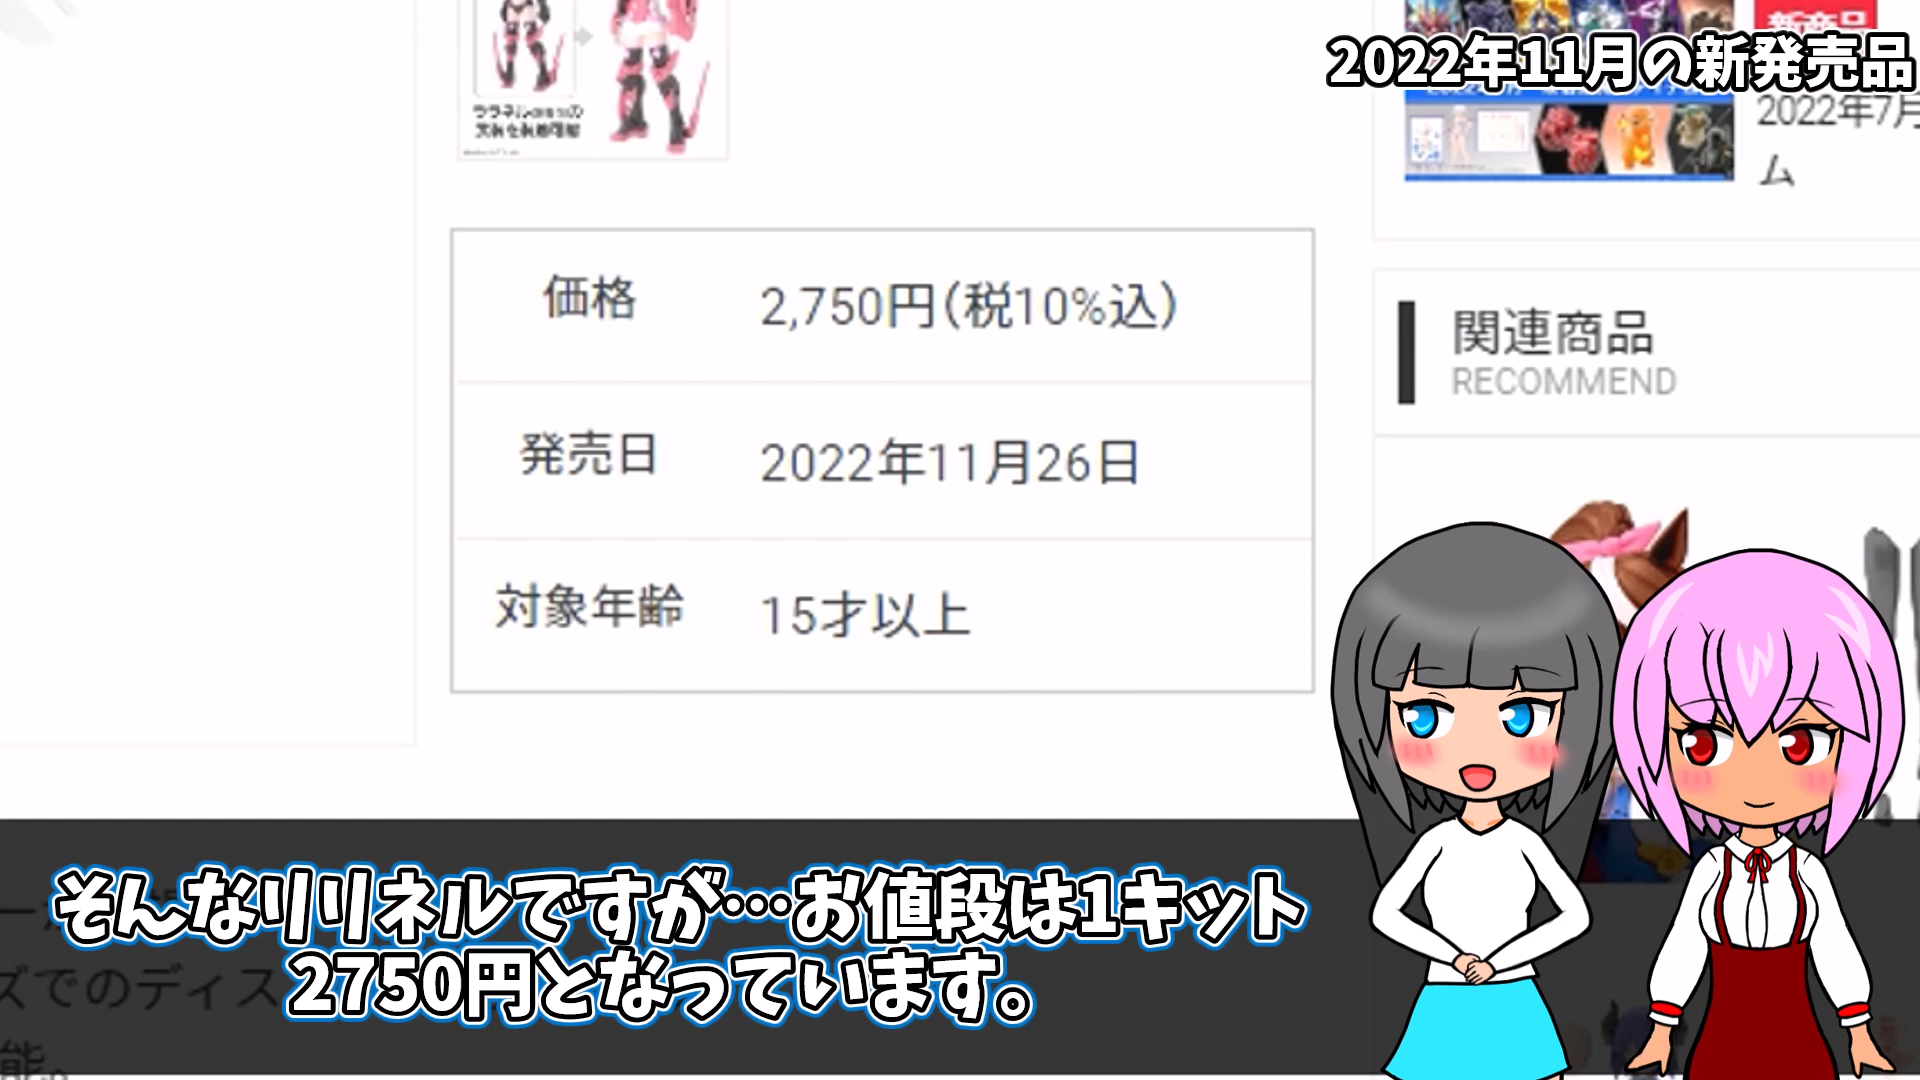 新商品
2022年11月の新発売品
2022年7月
ム
価格
2,750円(税10%込)
発売日
2022年11月26日
対象年齢
15才以上
関連商品
RECOMMEND
そんなリリネルですが…お値段は1キット
2750円となっています。
ズでのディス
能。